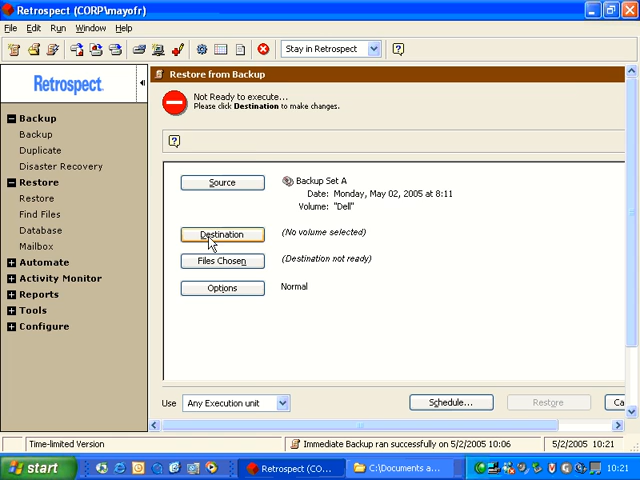 Retrospect (CORP\mayofr)
File Edit Run Window Help
Stay in Retrospect
Retrospect.
Restore from Backup
Not Ready to execute...
Please click Destination to make changes.
Backup
Backup
Duplicate
Disaster Recovery
Restore
Restore
Find Files
Database
Mailbox
Automate
Activity Monitor
Reports
Tools
Configure
Source
Backup Set A
Date: Monday, May 02, 2005 at 8:11
Volume: "Dell"
Destination
(No volume selected)
Files Chosen
(Destination not ready)
Options
Normal
Use Any Execution unit
Schedule...
Restore
Ca
Time-limited Version
Immediate Backup ran successfully on 5/2/2005 10:06
5/2/2005 10:21
start
Retrospect (CO...
C:\Documents a...
10:21